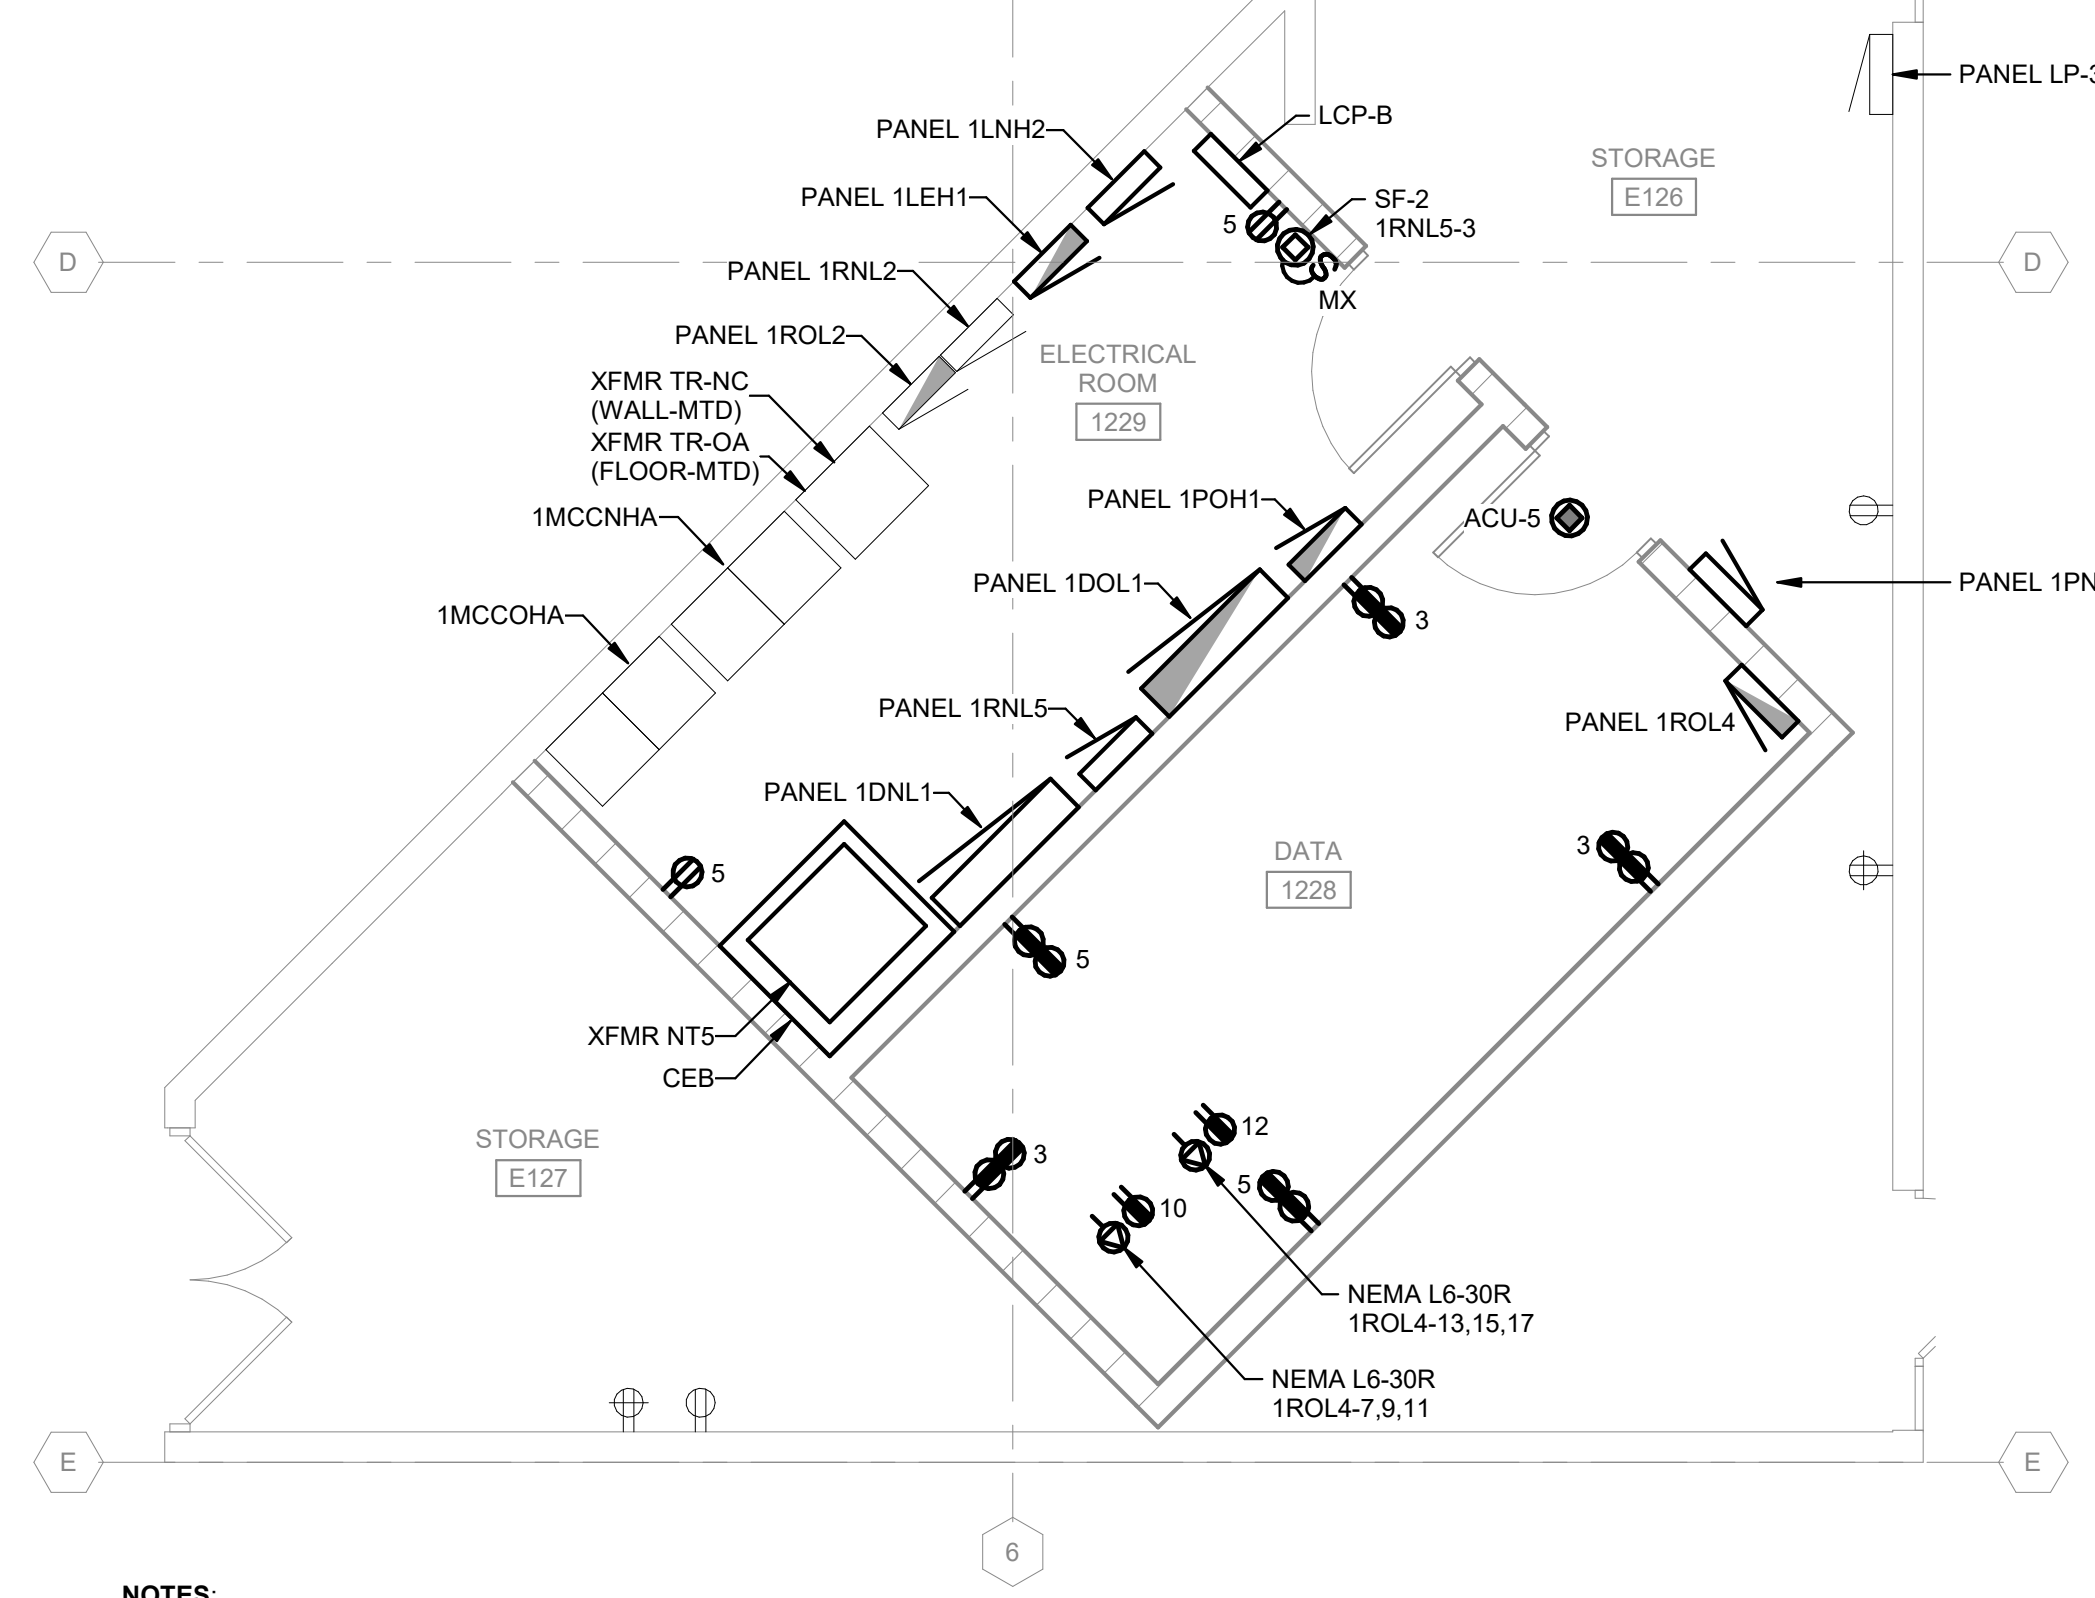 PANEL LP-3
LCP-B
PANEL 1LNH2
STORAGE
E126
PANEL 1LEH1
SF-2
1RNL5-3
5
D
D
PANEL 1RNL2
S
MX
PANEL 1ROL2
ELECTRICAL
ROOM
1229
XFMR TR-NC
(WALL-MTD)
XFMR TR-OA
(FLOOR-MTD)
PANEL 1POH1
1MCCNHA
ACU-5
PANEL 1DOL1
PANEL 1PN
1MCCOHA
3
PANEL 1RNL5
PANEL 1ROL4
PANEL 1DNL1
DATA
1228
3
5
5
XFMR NT5
CEB
STORAGE
E127
12
3
5
10
NEMA L6-30R
1ROL4-13,15,17
NEMA L6-30R
1ROL4-7,9,11
E
E
6
NOTES: